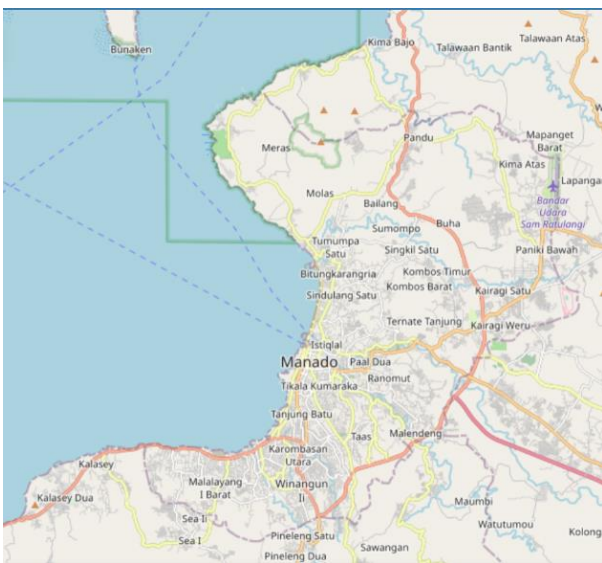 Bunaken
Kima Bajo
Talawaan Atas
Talawaan Bantik
Pandu
Mapanget
Barat
Meras
Kima Atas
Lapangan
Molas
Bandar
Udara
Sam Ratulangi
Bailang
Buha
Sumompo
Tumumpa
Satu
Singkil Satu
Paniki Bawah
Bitungkarangria
Kombos Timur
Kombos Barat
Sindulang Satu
Kairagi Satu
Ternate Tanjung
Kairagi Weru
Istiqlal
Manado
Paal Dua
Ranomut
Tikala Kumaraka
Tanjung Batu
Taas
Malendeng
Karombasan
Utara
Kalasey
Malalayang
I Barat
Winangun
Ii
Kalasey Dua
Maumbi
Sea Ii
Watutumou
Pineleng Satu
Kolong
Sea I
Sawangan
Pineleng Dua